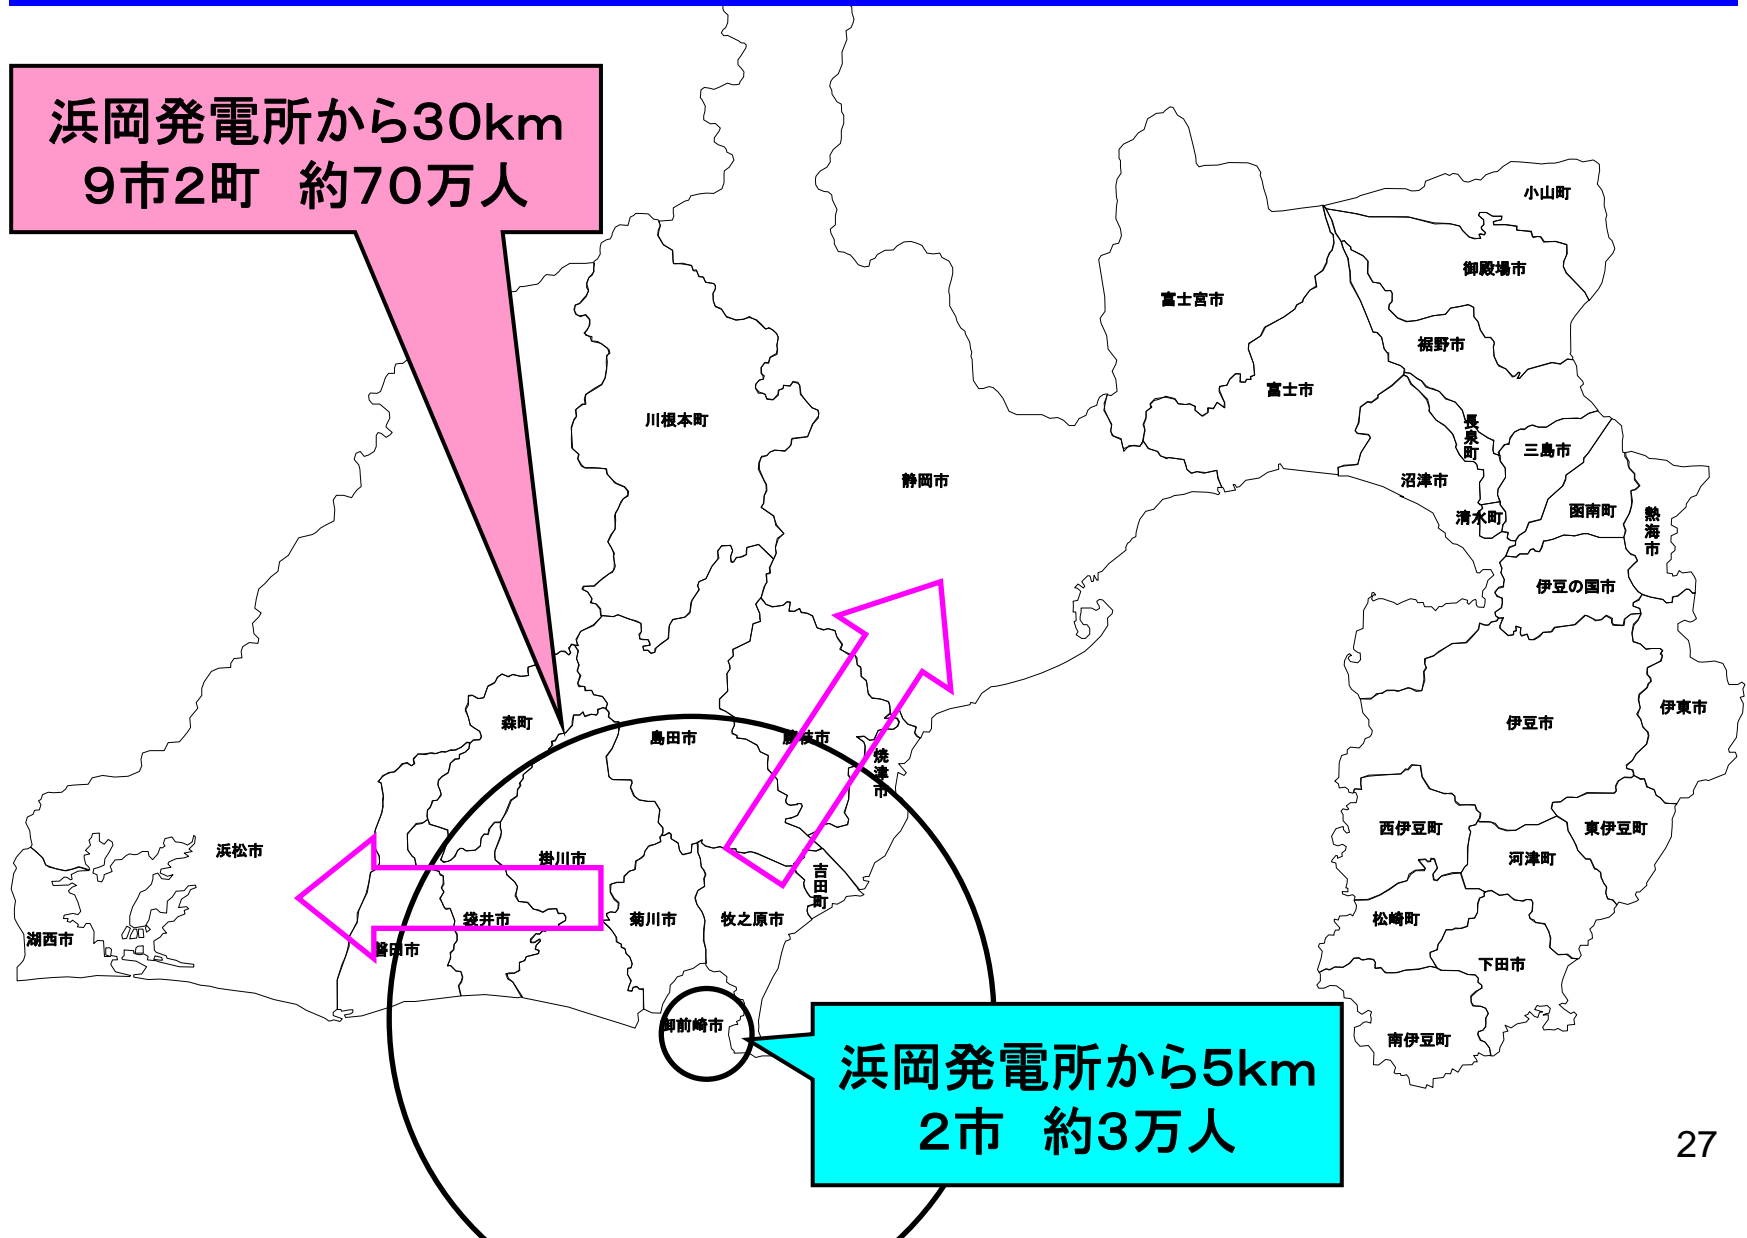 浜岡発電所から30km
9市2町 約70万人
小山町
御殿場市
富士宮市
裾野市
富士市
川根本町
長泉町
三島市
静岡市
沼津市
清水町
函南町
熱海市
伊豆の国市
森町
島田市
藤枝市
焼津市
伊豆市
伊東市
浜松市
掛川市
西伊豆町
東伊豆町
河津町
吉田町
湖西市
袋井市
菊川市
牧之原市
磐田市
松崎町
下田市
御前崎市
南伊豆町
浜岡発電所から5km
2市 約3万人
27